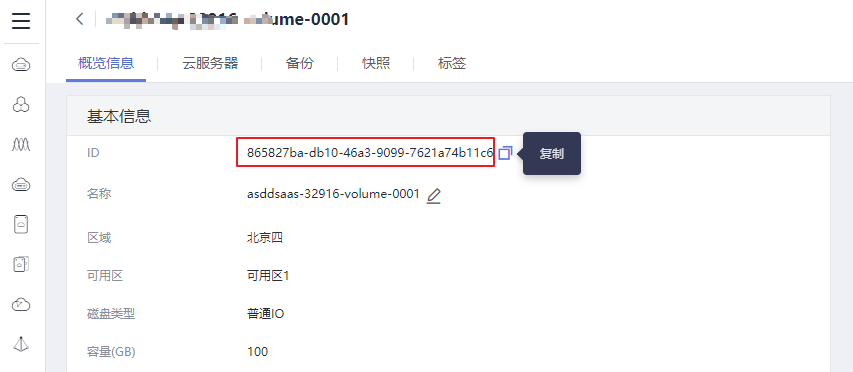 ume-0001
概览信息 云服务器 备份 快照 标签
基本信息
ID 865827ba-db10-46a3-9099-7621a74b11c6 复制
名称 asddsaas-32916-volume-0001
区域 北京四
可用区 可用区1
磁盘类型 普通IO
容量(GB) 100